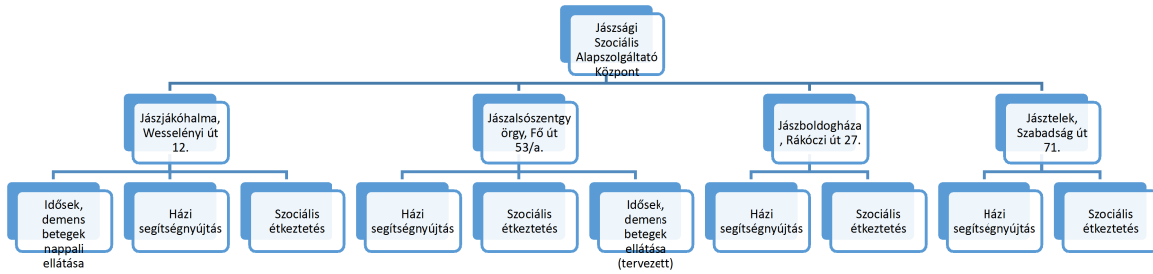 Jászsági
Szociális
Alapszolgáltató
Központ
Jászjákóhalma,
Wesselényi út
12.
Jászalsószentgy
örgy, Fő út
53/a.
Jászboldogháza
, Rákóczi út 27.
Jásztelek,
Szabadság út
71.
Idősek,
demens
betegek
nappali
ellátása
Házi
segítségnyújtás
Szociális
étkeztetés
Házi
segítségnyújtás
Szociális
étkeztetés
Idősek,
demens
betegek
ellátása
(tervezett)
Házi
segítségnyújtás
Szociális
étkeztetés
Házi
segítségnyújtás
Szociális
étkeztetés